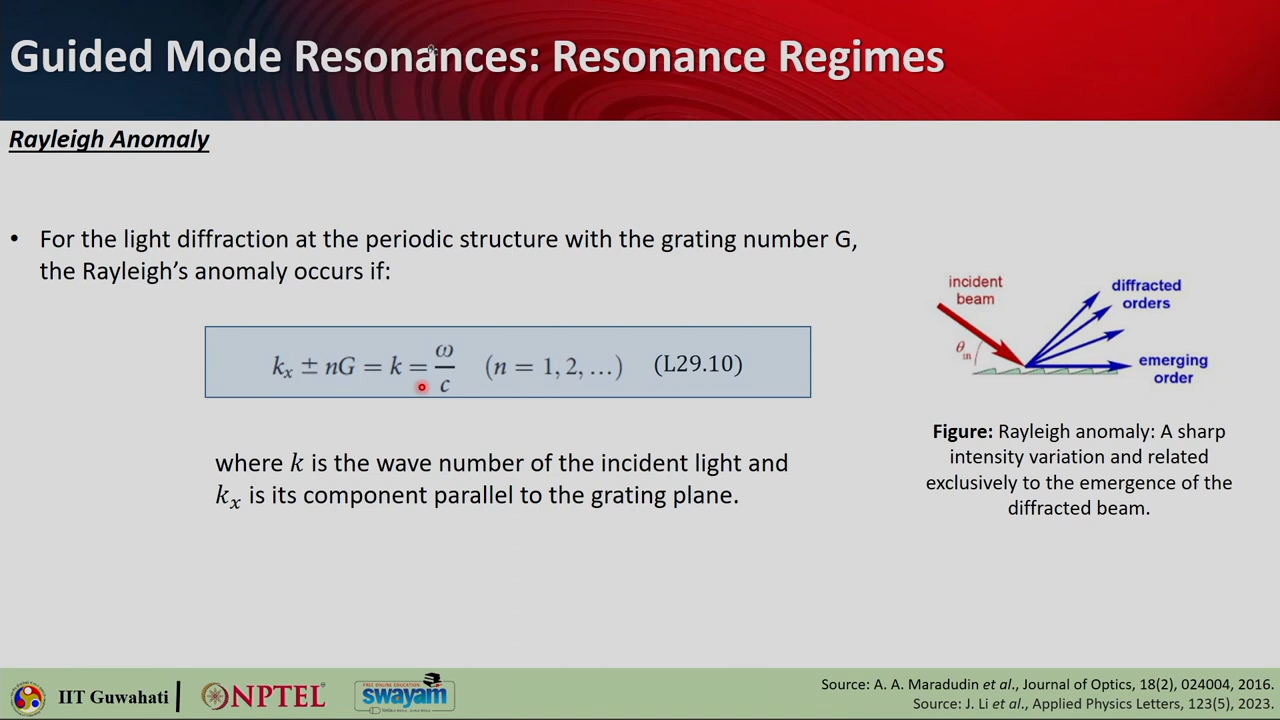 Guided Mode Resonances: Resonance Regimes
Rayleigh Anomaly
• For the light diffraction at the periodic structure with the grating number G,
the Rayleigh's anomaly occurs if:
kₓ ± nG = k = ω/c (n = 1, 2, …) (L29.10)
where k is the wave number of the incident light and
kₓ is its component parallel to the grating plane.
incident
beam
diffracted
orders
θin
emerging
order
Figure: Rayleigh anomaly: A sharp
intensity variation and related
exclusively to the emergence of the
diffracted beam.
IIT Guwahati
NPTEL
FREE ONLINE EDUCATION
swayam
Source: A. A. Maradudin et al., Journal of Optics, 18(2), 024004, 2016.
Source: J. Li et al., Applied Physics Letters, 123(5), 2023.